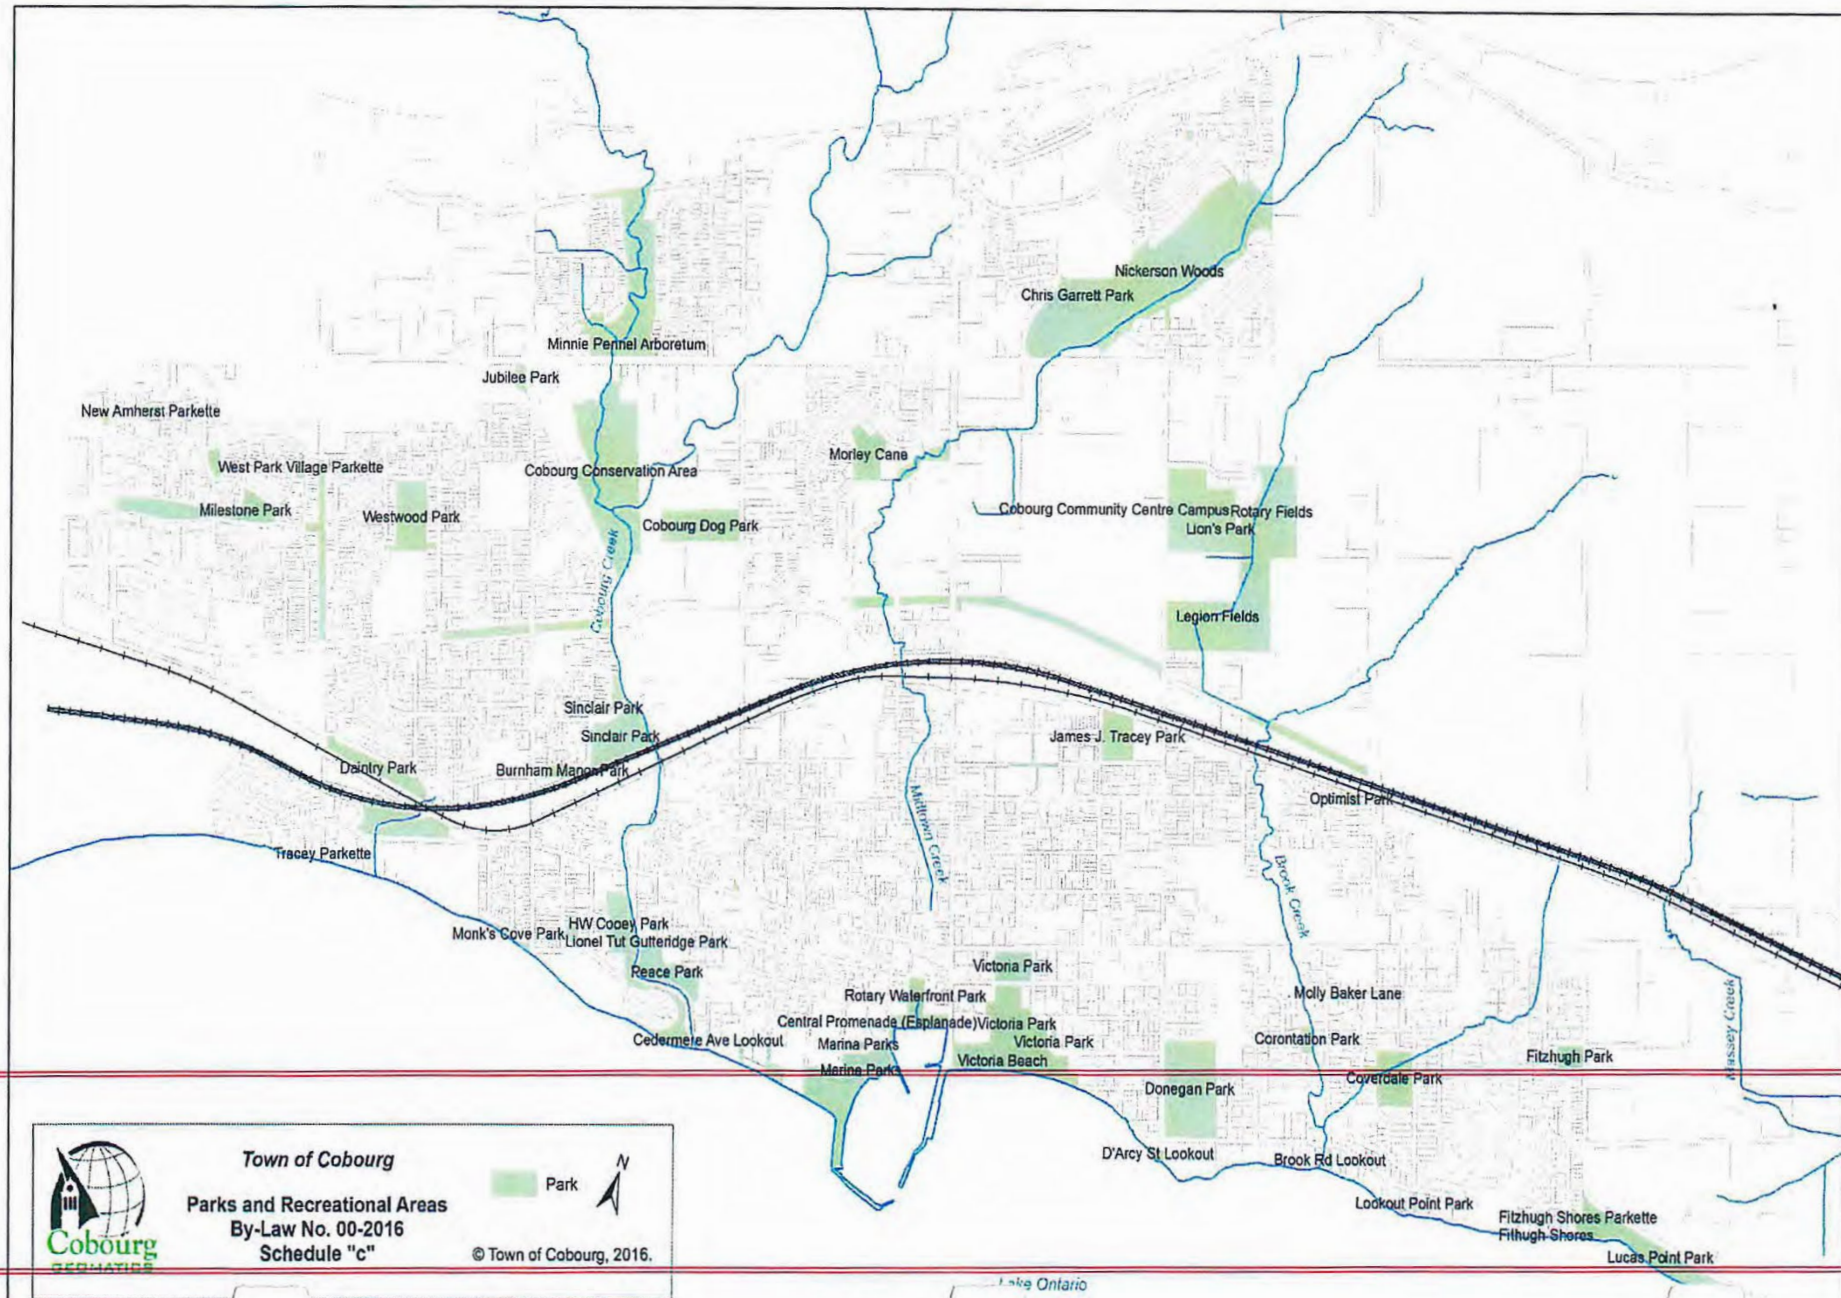 Nickerson Woods
Chris Garrett Park
Minnie Pennel Arboretum
Jubilee Park
New Amherst Parkette
West Park Village Parkette
Cobourg Conservation Area
Morley Cane
Milestone Park
Westwood Park
Cobourg Dog Park
Cobourg Community Centre Campus
Rotary Fields
Lion's Park
Cobourg Creek
Legion Fields
Sinclair Park
Sinclair Park
James J. Tracey Park
Daintry Park
Burnham Manor Park
Optimist Park
Midtown Creek
Tracey Parkette
Brook Creek
HW Cooey Park
Monk's Cove Park
Lionel Tut Gutteridge Park
Peace Park
Victoria Park
Rotary Waterfront Park
Molly Baker Lane
Massey Creek
Central Promenade (Esplanade)
Victoria Park
Cedermere Ave Lookout
Marina Parks
Victoria Park
Corontation Park
Victoria Beach
Fitzhugh Park
Marina Parks
Coverdale Park
Donegan Park
D'Arcy St Lookout
Brook Rd Lookout
Lookout Point Park
Fitzhugh Shores Parkette
Fithugh Shores
Lucas Point Park
Lake Ontario
Town of Cobourg
Parks and Recreational Areas
By-Law No. 00-2016
Schedule "c"
Park
N
© Town of Cobourg, 2016.
Cobourg
GEOMATICS